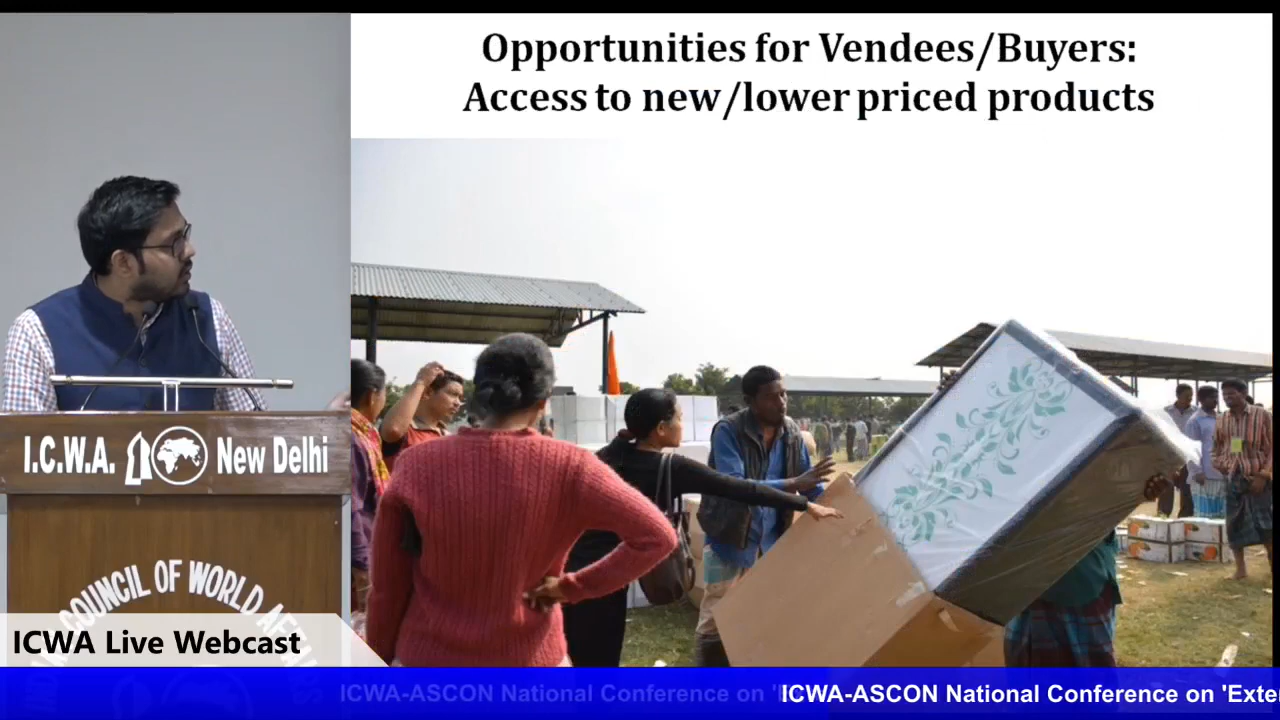 Opportunities for Vendees/Buyers:
Access to new/lower priced products
I.C.W.A. New Delhi
COUNCIL OF WORLD
ICWA Live Webcast
ICWA-ASCON National Conference on '
ICWA-ASCON National Conference on 'Exte